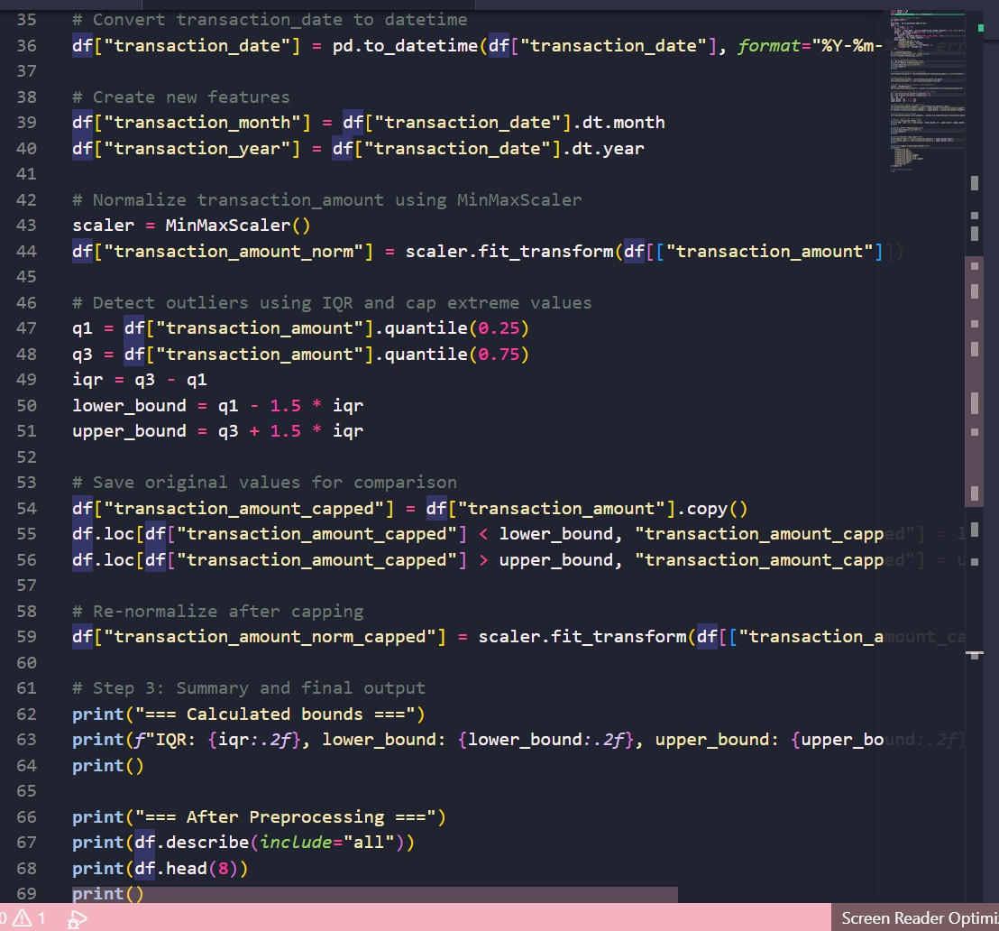 35 # Convert transaction_date to datetime
36 df["transaction_date"] = pd.to_datetime(df["transaction_date"], format="%Y-%m-
37
38 # Create new features
39 df["transaction_month"] = df["transaction_date"].dt.month
40 df["transaction_year"] = df["transaction_date"].dt.year
41
42 # Normalize transaction_amount using MinMaxScaler
43 scaler = MinMaxScaler()
44 df["transaction_amount_norm"] = scaler.fit_transform(df[["transaction_amount"]])
45
46 # Detect outliers using IQR and cap extreme values
47 q1 = df["transaction_amount"].quantile(0.25)
48 q3 = df["transaction_amount"].quantile(0.75)
49 iqr = q3 - q1
50 lower_bound = q1 - 1.5 * iqr
51 upper_bound = q3 + 1.5 * iqr
52
53 # Save original values for comparison
54 df["transaction_amount_capped"] = df["transaction_amount"].copy()
55 df.loc[df["transaction_amount_capped"] < lower_bound, "transaction_amount_capped"] = l
56 df.loc[df["transaction_amount_capped"] > upper_bound, "transaction_amount_capped"] = u
57
58 # Re-normalize after capping
59 df["transaction_amount_norm_capped"] = scaler.fit_transform(df[["transaction_amount_ca
60
61 # Step 3: Summary and final output
62 print("=== Calculated bounds ===")
63 print(f"IQR: {iqr:.2f}, lower_bound: {lower_bound:.2f}, upper_bound: {upper_bound:.2f}
64 print()
65
66 print("=== After Preprocessing ===")
67 print(df.describe(include="all"))
68 print(df.head(8))
69 print()
0 1
Screen Reader Optimi